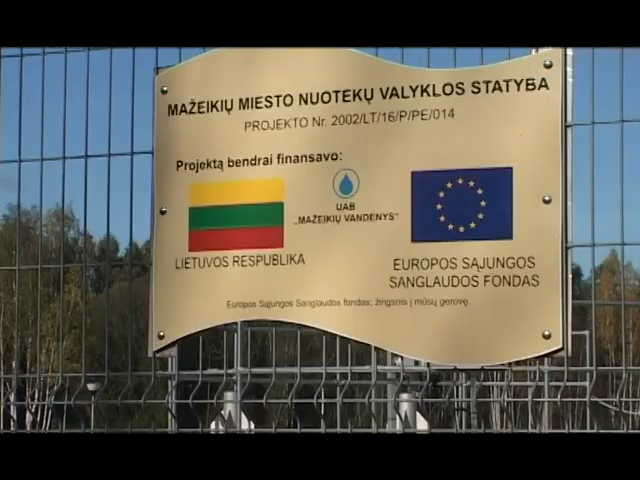 MAŽEIKIŲ MIESTO NUOTEKŲ VALYKLOS STATYBA
PROJEKTO Nr. 2002/LT/16/P/PE/014
Projektą bendrai finansavo:
UAB
„MAŽEIKIŲ VANDENYS"
LIETUVOS RESPUBLIKA
EUROPOS SĄJUNGOS
SANGLAUDOS FONDAS
Europos Sąjungos Sanglaudos fondas: žingsnis į mūsų gerovę.